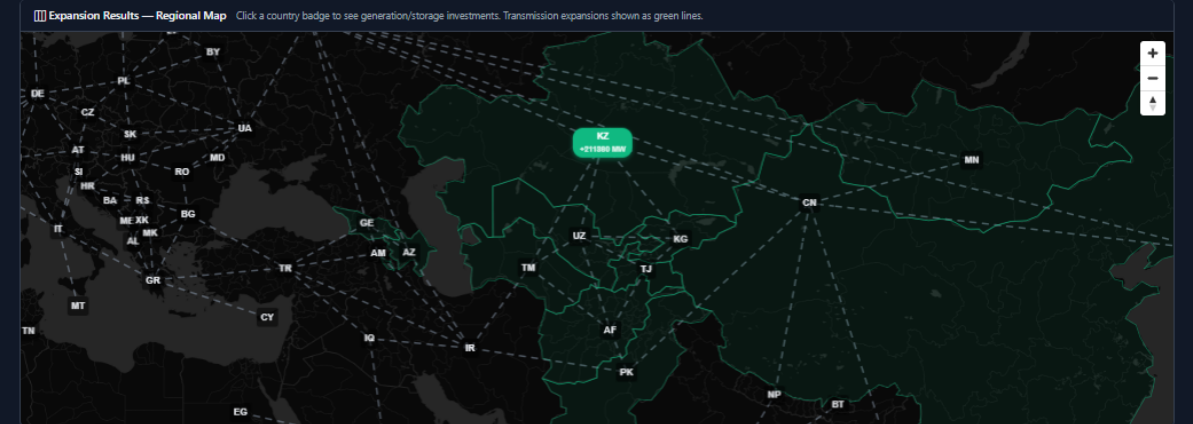 Expansion Results — Regional Map Click a country badge to see generation/storage investments. Transmission expansions shown as green lines.
BY
PL
DE
CZ
UA
SK
KZ
+211860 MW
AT
HU
MD
MN
SI
RO
HR
BA
RS
CN
BG
ME
XK
GE
IT
MK
UZ
KG
AL
AM
AZ
TR
TM
TJ
GR
MT
CY
TN
AF
IQ
IR
PK
NP
BT
EG